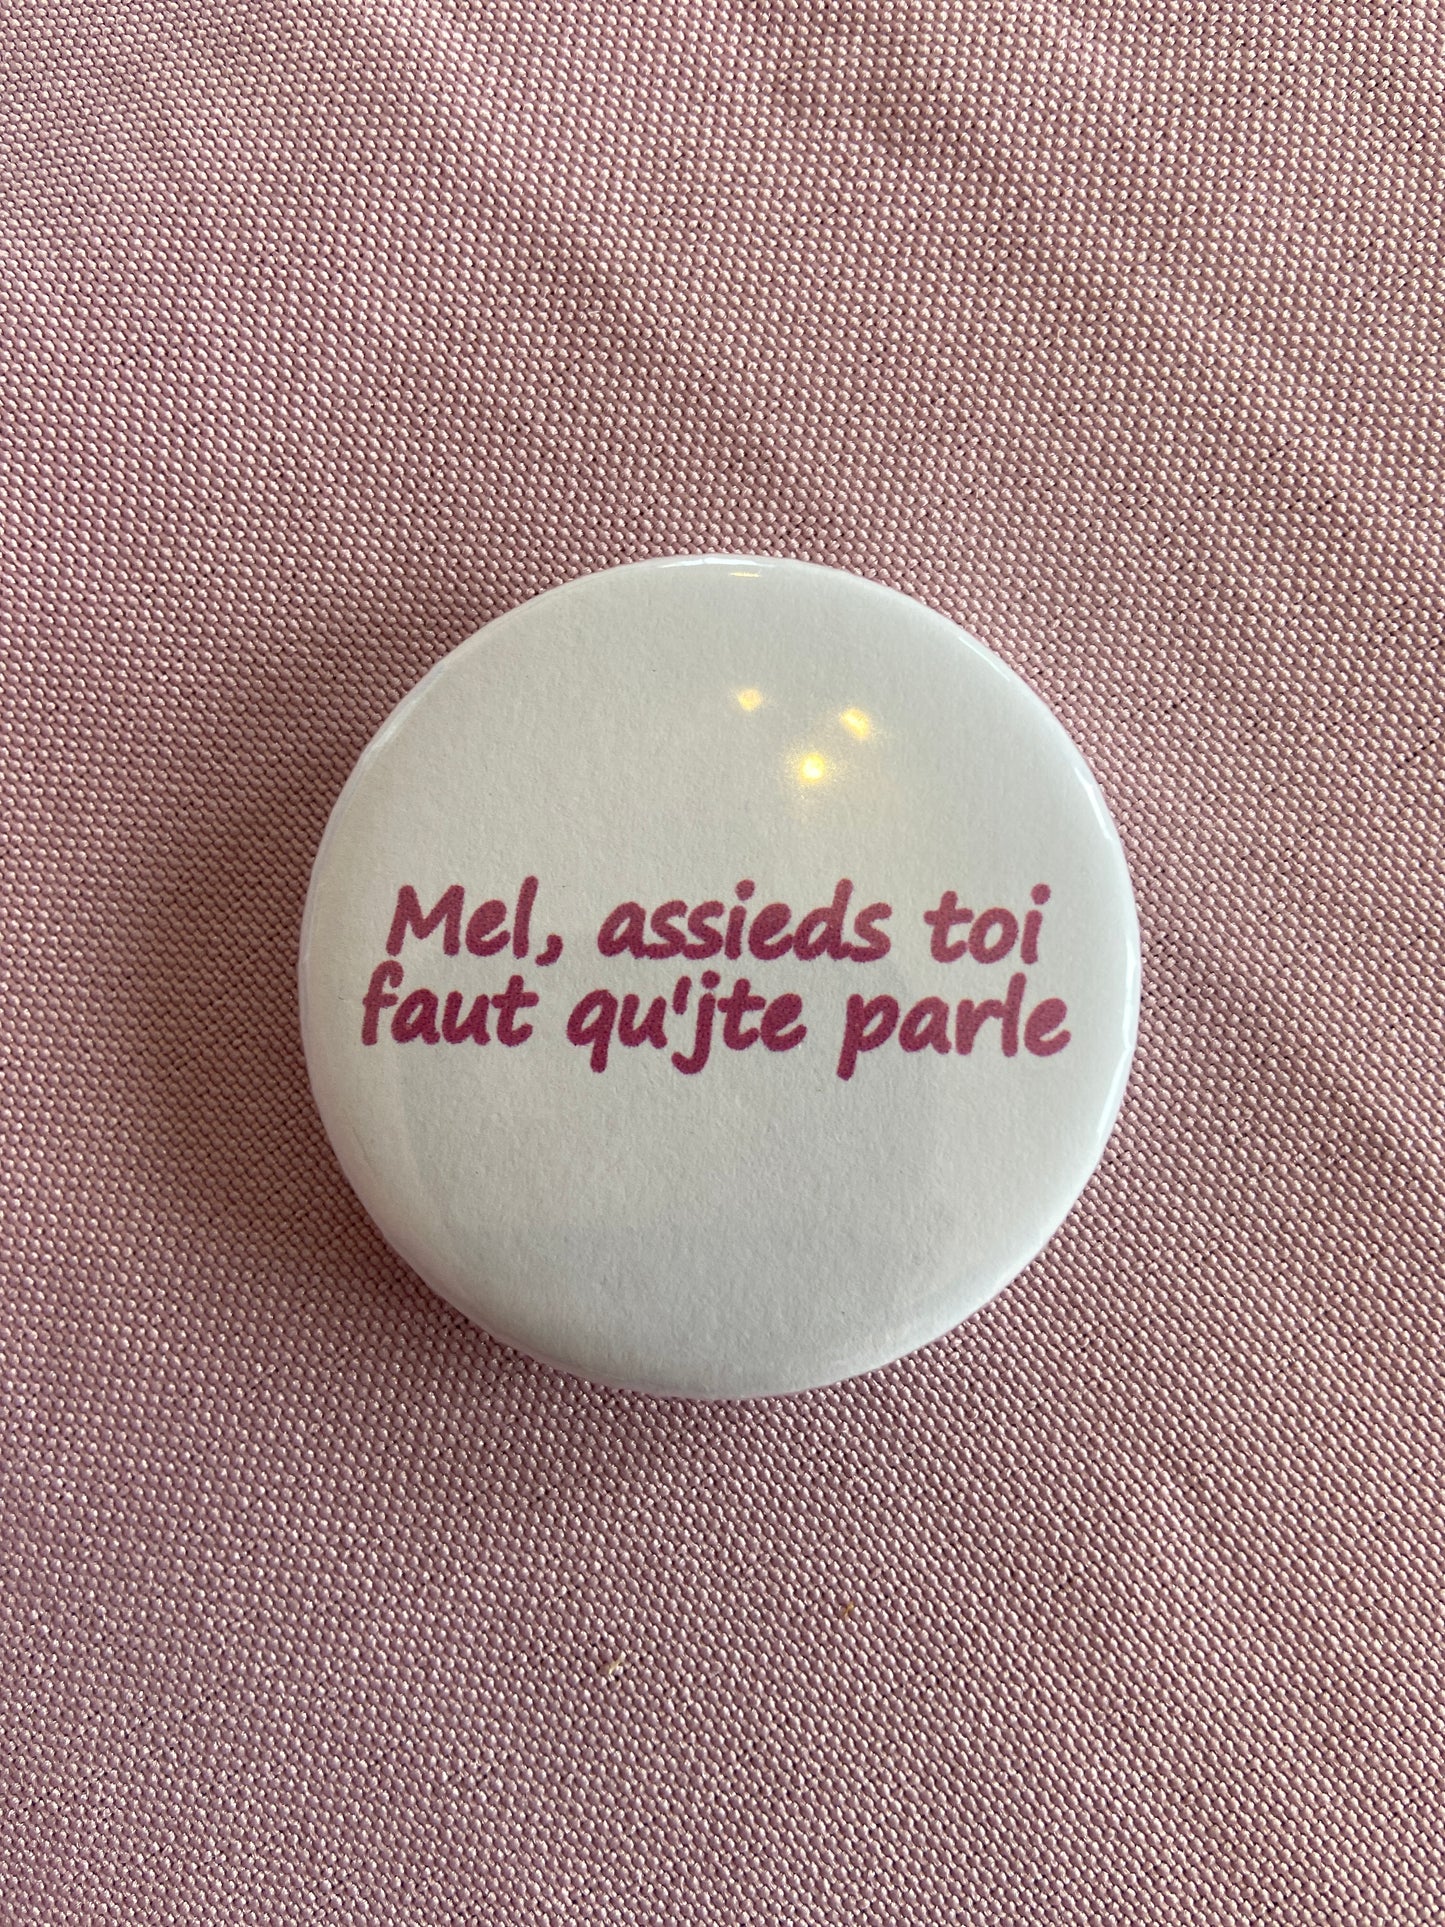 Mel, assieds toi
faut qu'jte parle